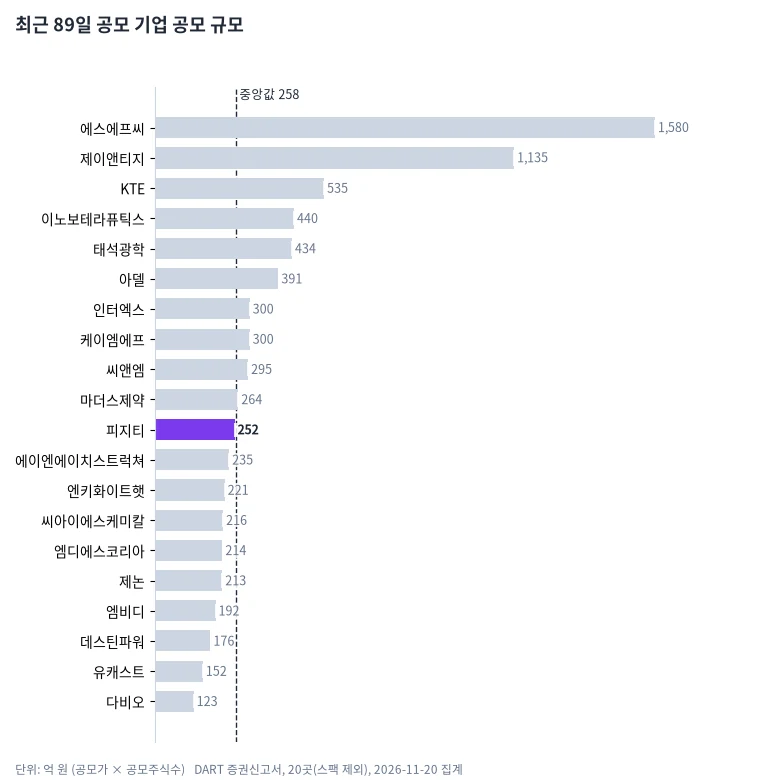 최근 89일 공모 기업 공모 규모
중앙값 258
에스에프씨 1,580
제이앤티지 1,135
KTE 535
이노보테라퓨틱스 440
태석광학 434
아델 391
인터엑스 300
케이엠에프 300
씨앤엠 295
마더스제약 264
피지티 252
에이엔에이치스트럭쳐 235
엔키화이트햇 221
씨아이에스케미칼 216
엠디에스코리아 214
제논 213
엠비디 192
데스틴파워 176
유캐스트 152
다비오 123
단위: 억 원 (공모가 × 공모주식수) DART 증권신고서, 20곳(스팩 제외), 2026-11-20 집계